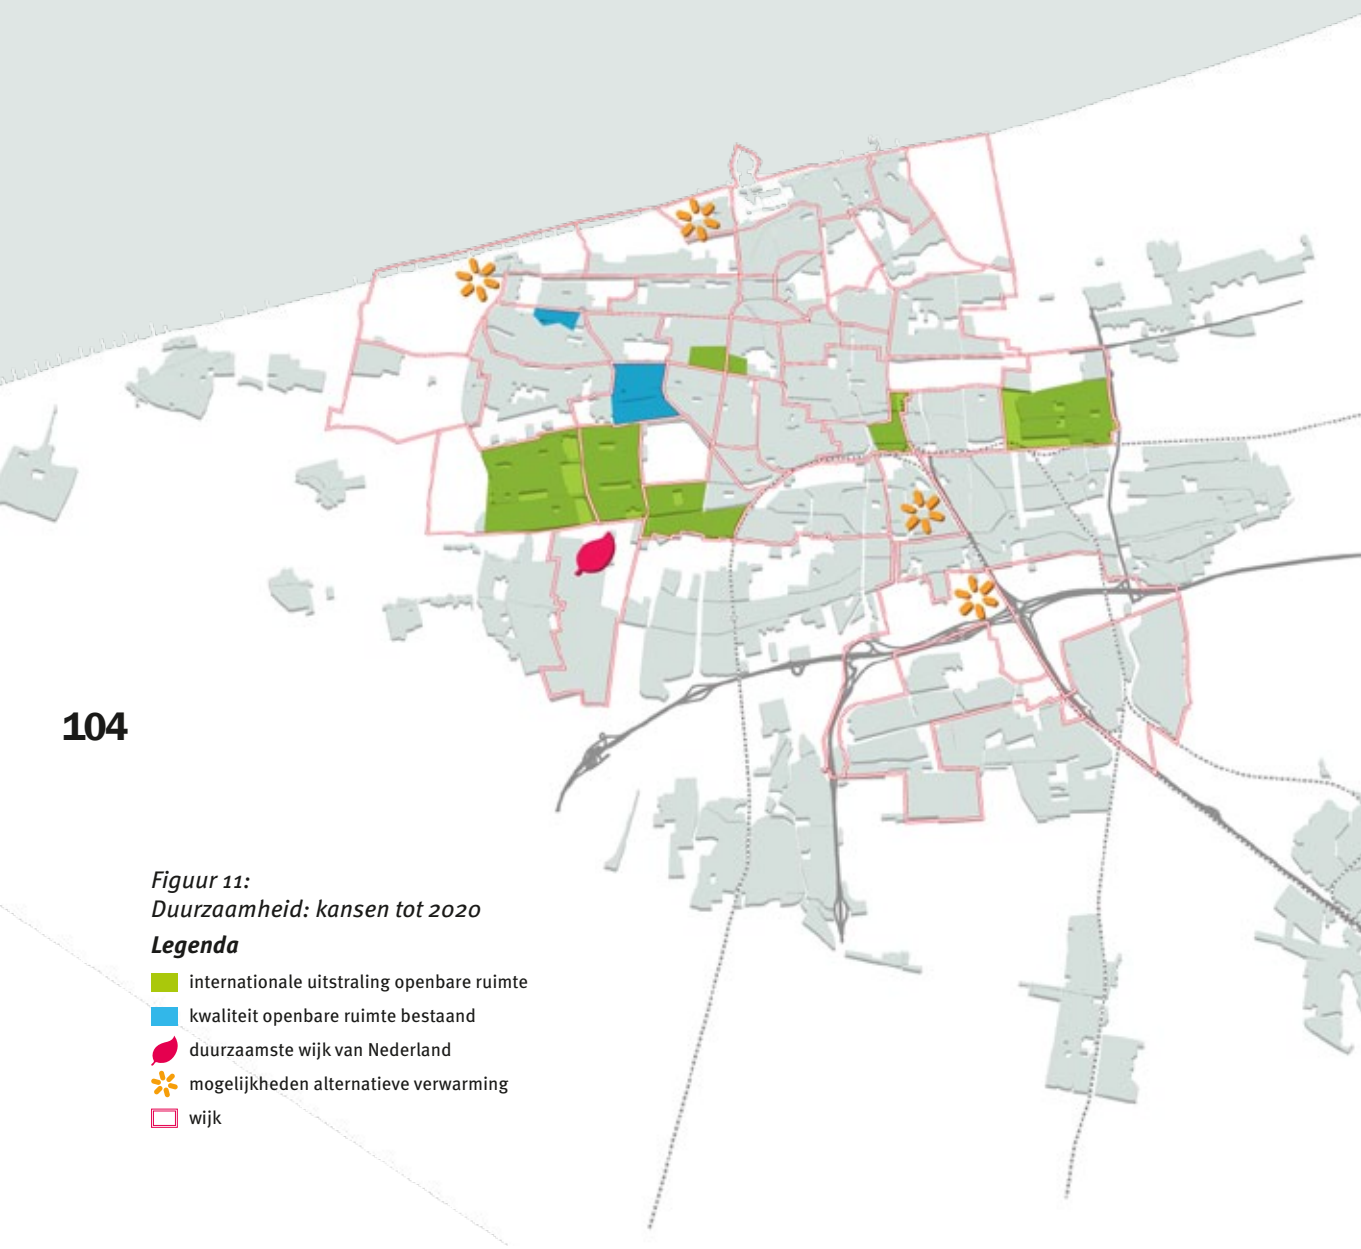 104
Figuur 11:
Duurzaamheid: kansen tot 2020
Legenda
internationale uitstraling openbare ruimte
kwaliteit openbare ruimte bestaand
duurzaamste wijk van Nederland
mogelijkheden alternatieve verwarming
wijk